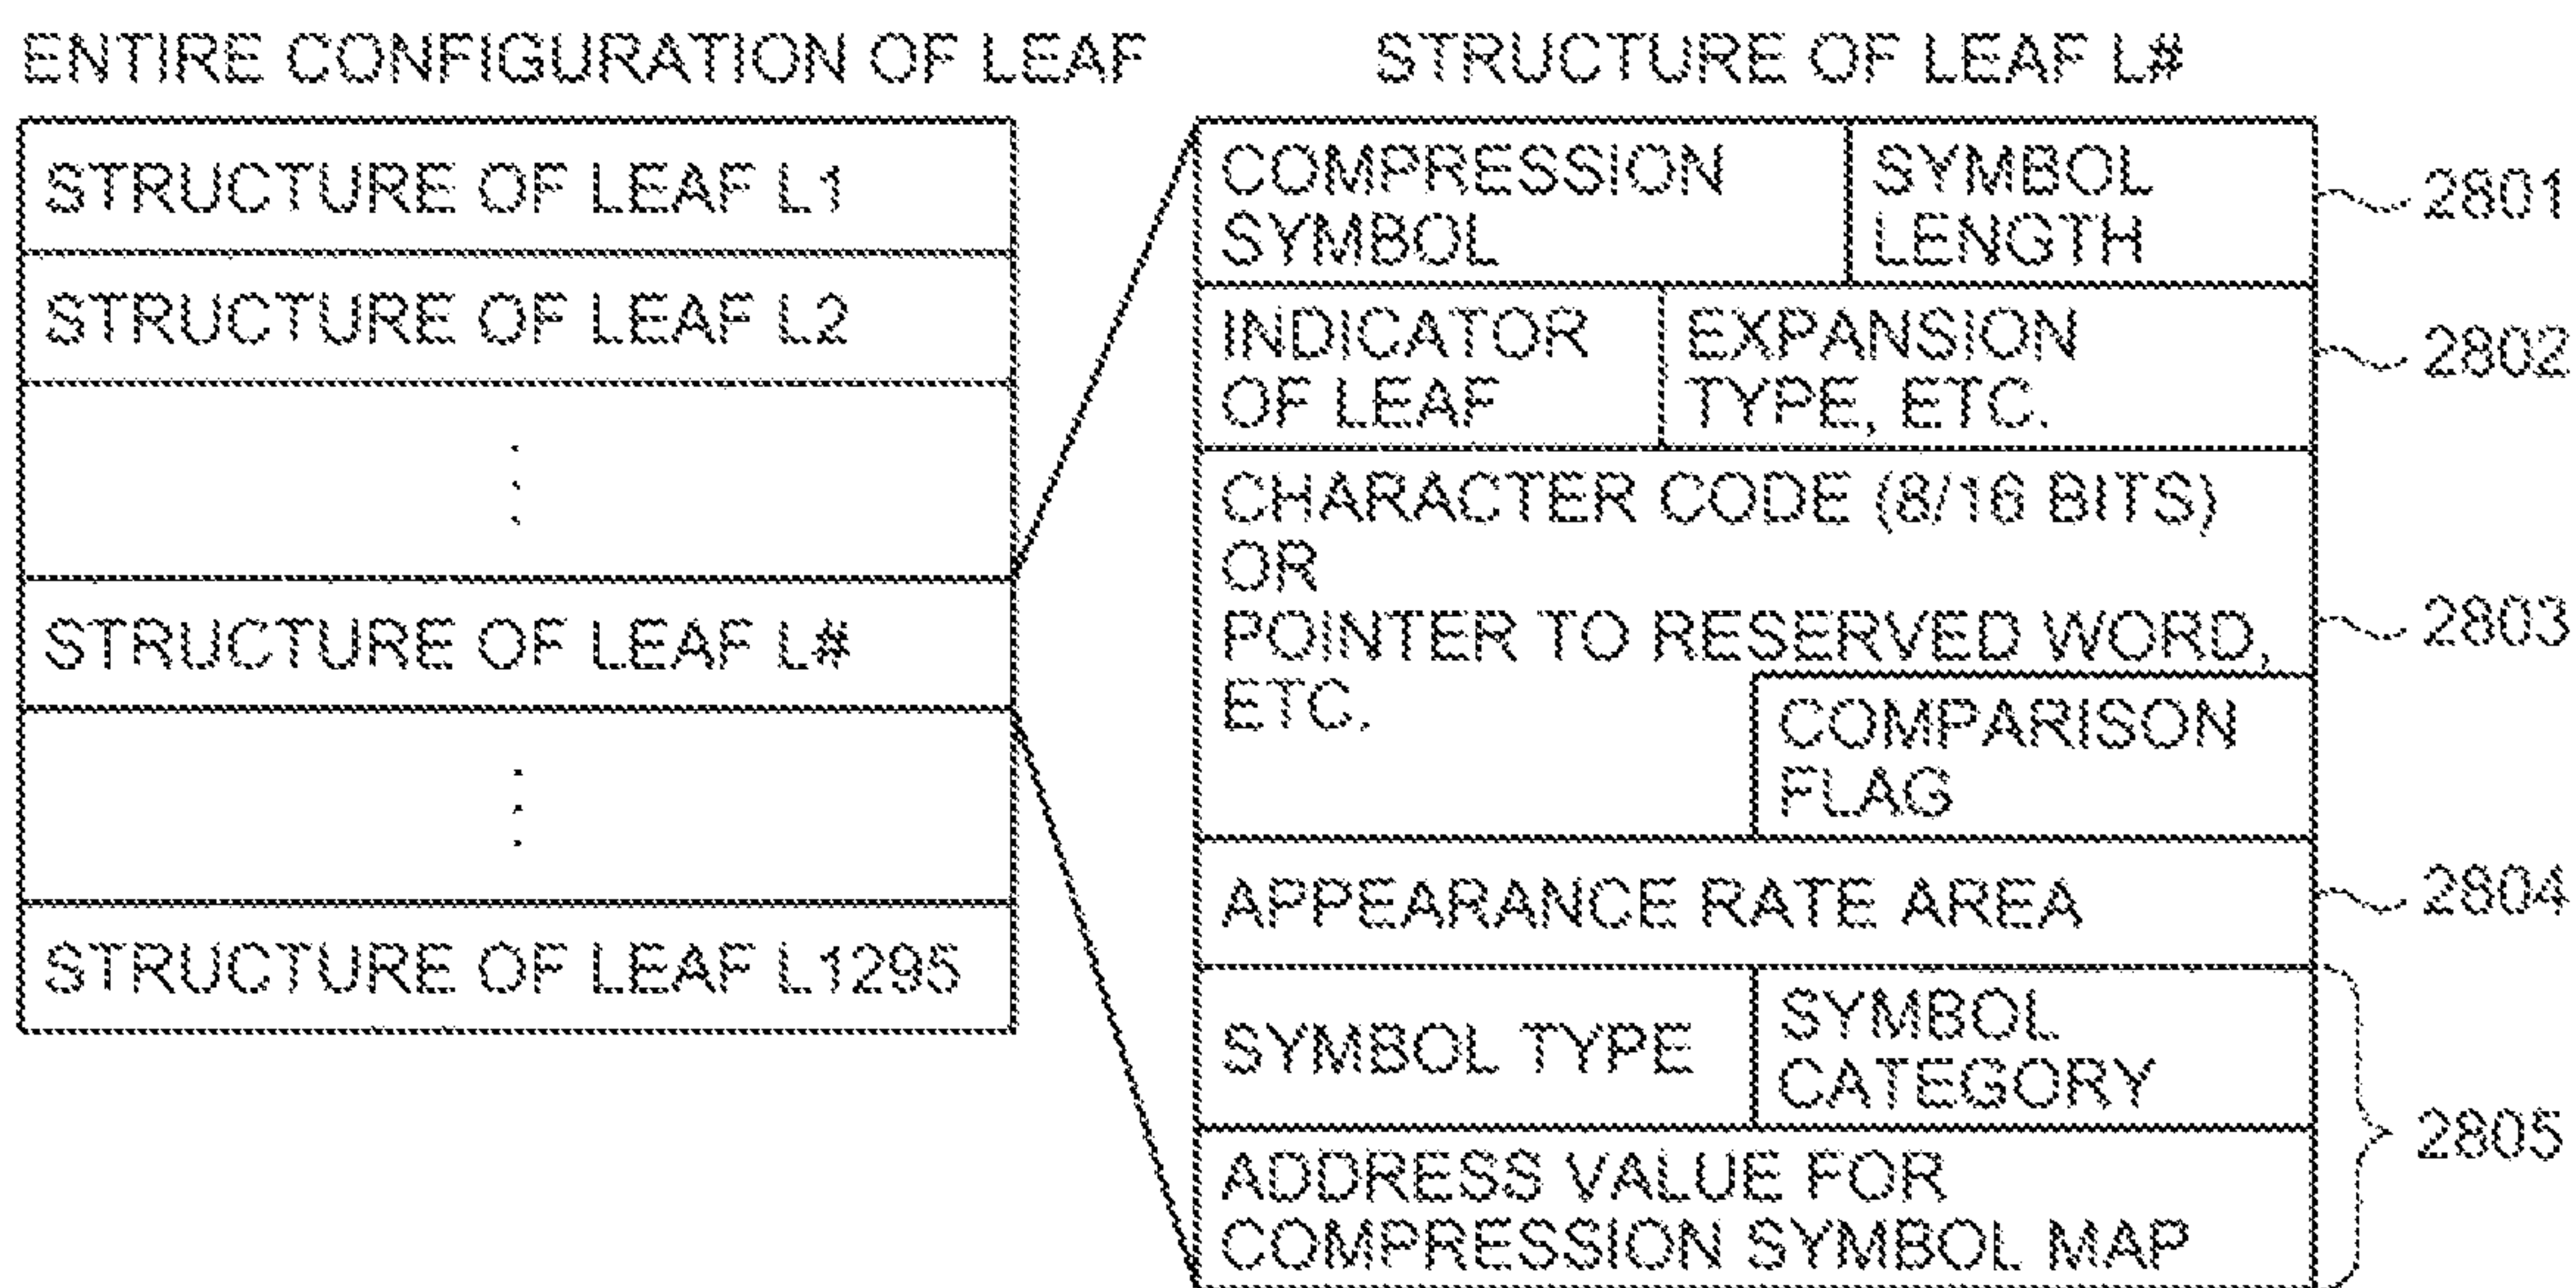 ENTIRE CONFIGURATION OF LEAF
STRUCTURE OF LEAF L1
STRUCTURE OF LEAF L2
STRUCTURE OF LEAF L#
STRUCTURE OF LEAF L1295
STRUCTURE OF LEAF L#
COMPRESSION
SYMBOL
SYMBOL
LENGTH
2801
INDICATOR
OF LEAF
EXPANSION
TYPE, ETC.
2802
CHARACTER CODE (8/16 BITS)
OR
POINTER TO RESERVED WORD,
ETC.
2803
COMPARISON
FLAG
APPEARANCE RATE AREA
2804
SYMBOL TYPE
SYMBOL
CATEGORY
ADDRESS VALUE FOR
COMPRESSION SYMBOL MAP
2805